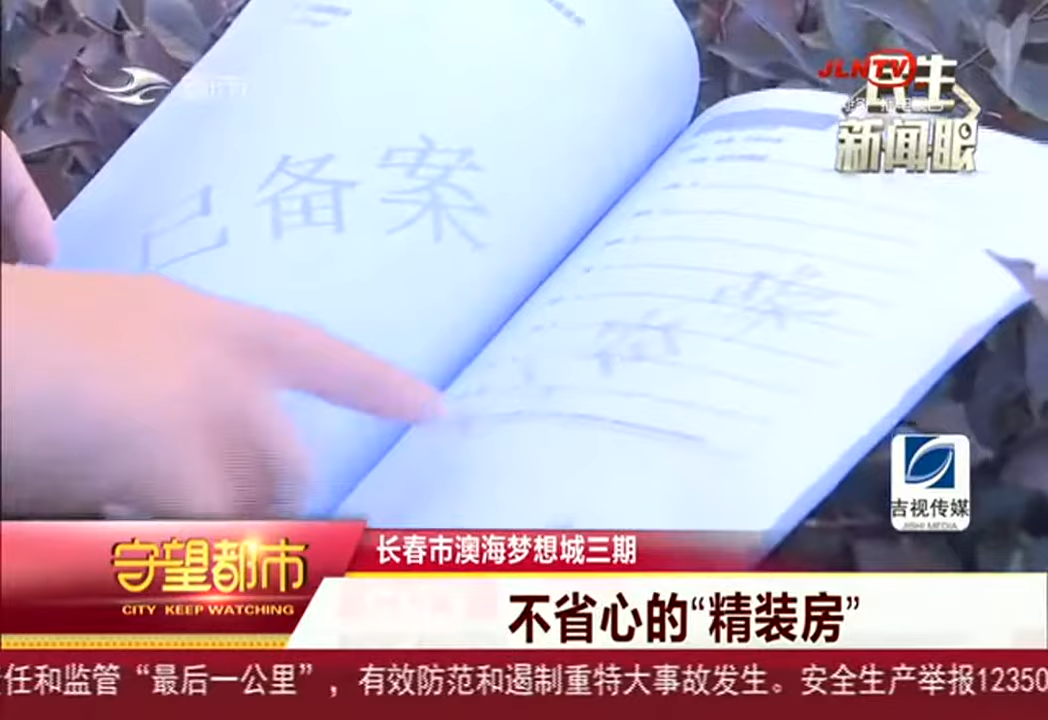 JLNTV
民生
新闻眼
已备案
备案
吉视传媒
JISHI MEDIA
守望都市
CITY KEEP WATCHING
长春市澳海梦想城三期
不省心的“精装房”
任和监管“最后一公里”，有效防范和遏制重特大事故发生。安全生产举报12350